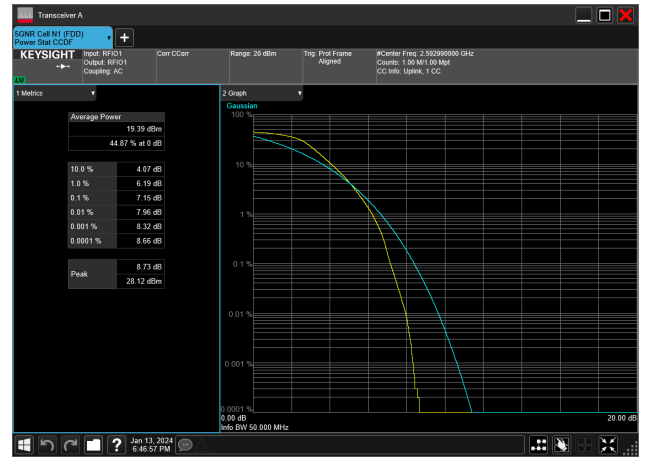 Transceiver A
5GNR Cell N1 (FDD)
Power Stat CCDF
KEYSIGHT
Input: RFIO1
Output: RFIO1
Coupling: AC
Corr CCorr
Range: 20 dBm
Trig: Prot Frame
Aligned
#Center Freq: 2.592990000 GHz
Counts: 1.00 M/1.00 Mpt
CC Info: Uplink, 1 CC
LXI
1 Metrics
Average Power
19.39 dBm
44.87 % at 0 dB
10.0 % 4.07 dB
1.0 % 6.19 dB
0.1 % 7.15 dB
0.01 % 7.96 dB
0.001 % 8.32 dB
0.0001 % 8.66 dB
Peak
8.73 dB
28.12 dBm
2 Graph
Gaussian
100 %
10 %
1 %
0.1 %
0.01 %
0.001 %
0.0001 %
0.00 dB 20.00 dB
Info BW 50.000 MHz
Jan 13, 2024
6:46:57 PM